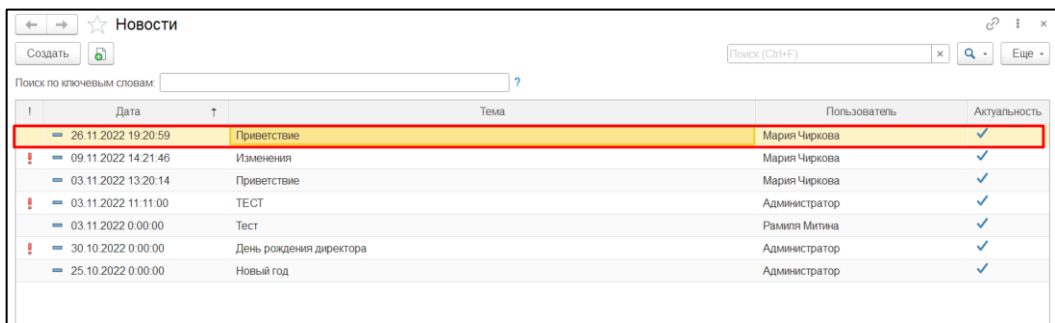 Новости
Создать Поиск (Ctrl+F) × Еще
Поиск по ключевым словам: ?
! Дата ↑ Тема Пользователь Актуальность
26.11.2022 19:20:59 Приветствие Мария Чиркова
09.11.2022 14:21:46 Изменения Мария Чиркова
03.11.2022 13:20:14 Приветствие Мария Чиркова
03.11.2022 11:11:00 ТЕСТ Администратор
03.11.2022 0:00:00 Тест Рамиля Митина
30.10.2022 0:00:00 День рождения директора Администратор
25.10.2022 0:00:00 Новый год Администратор